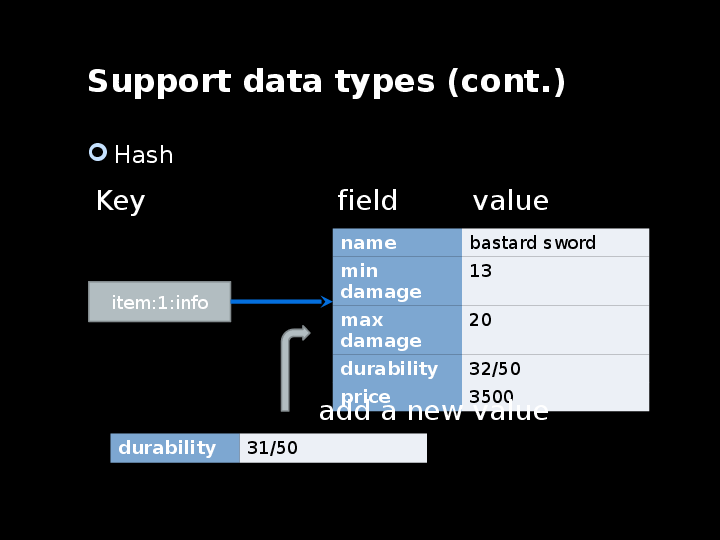 Support data types (cont.)
Hash
Key field value
name bastard sword
min damage 13
item:1:info
max damage 20
durability 32/50
price 3500
add a new value
durability 31/50